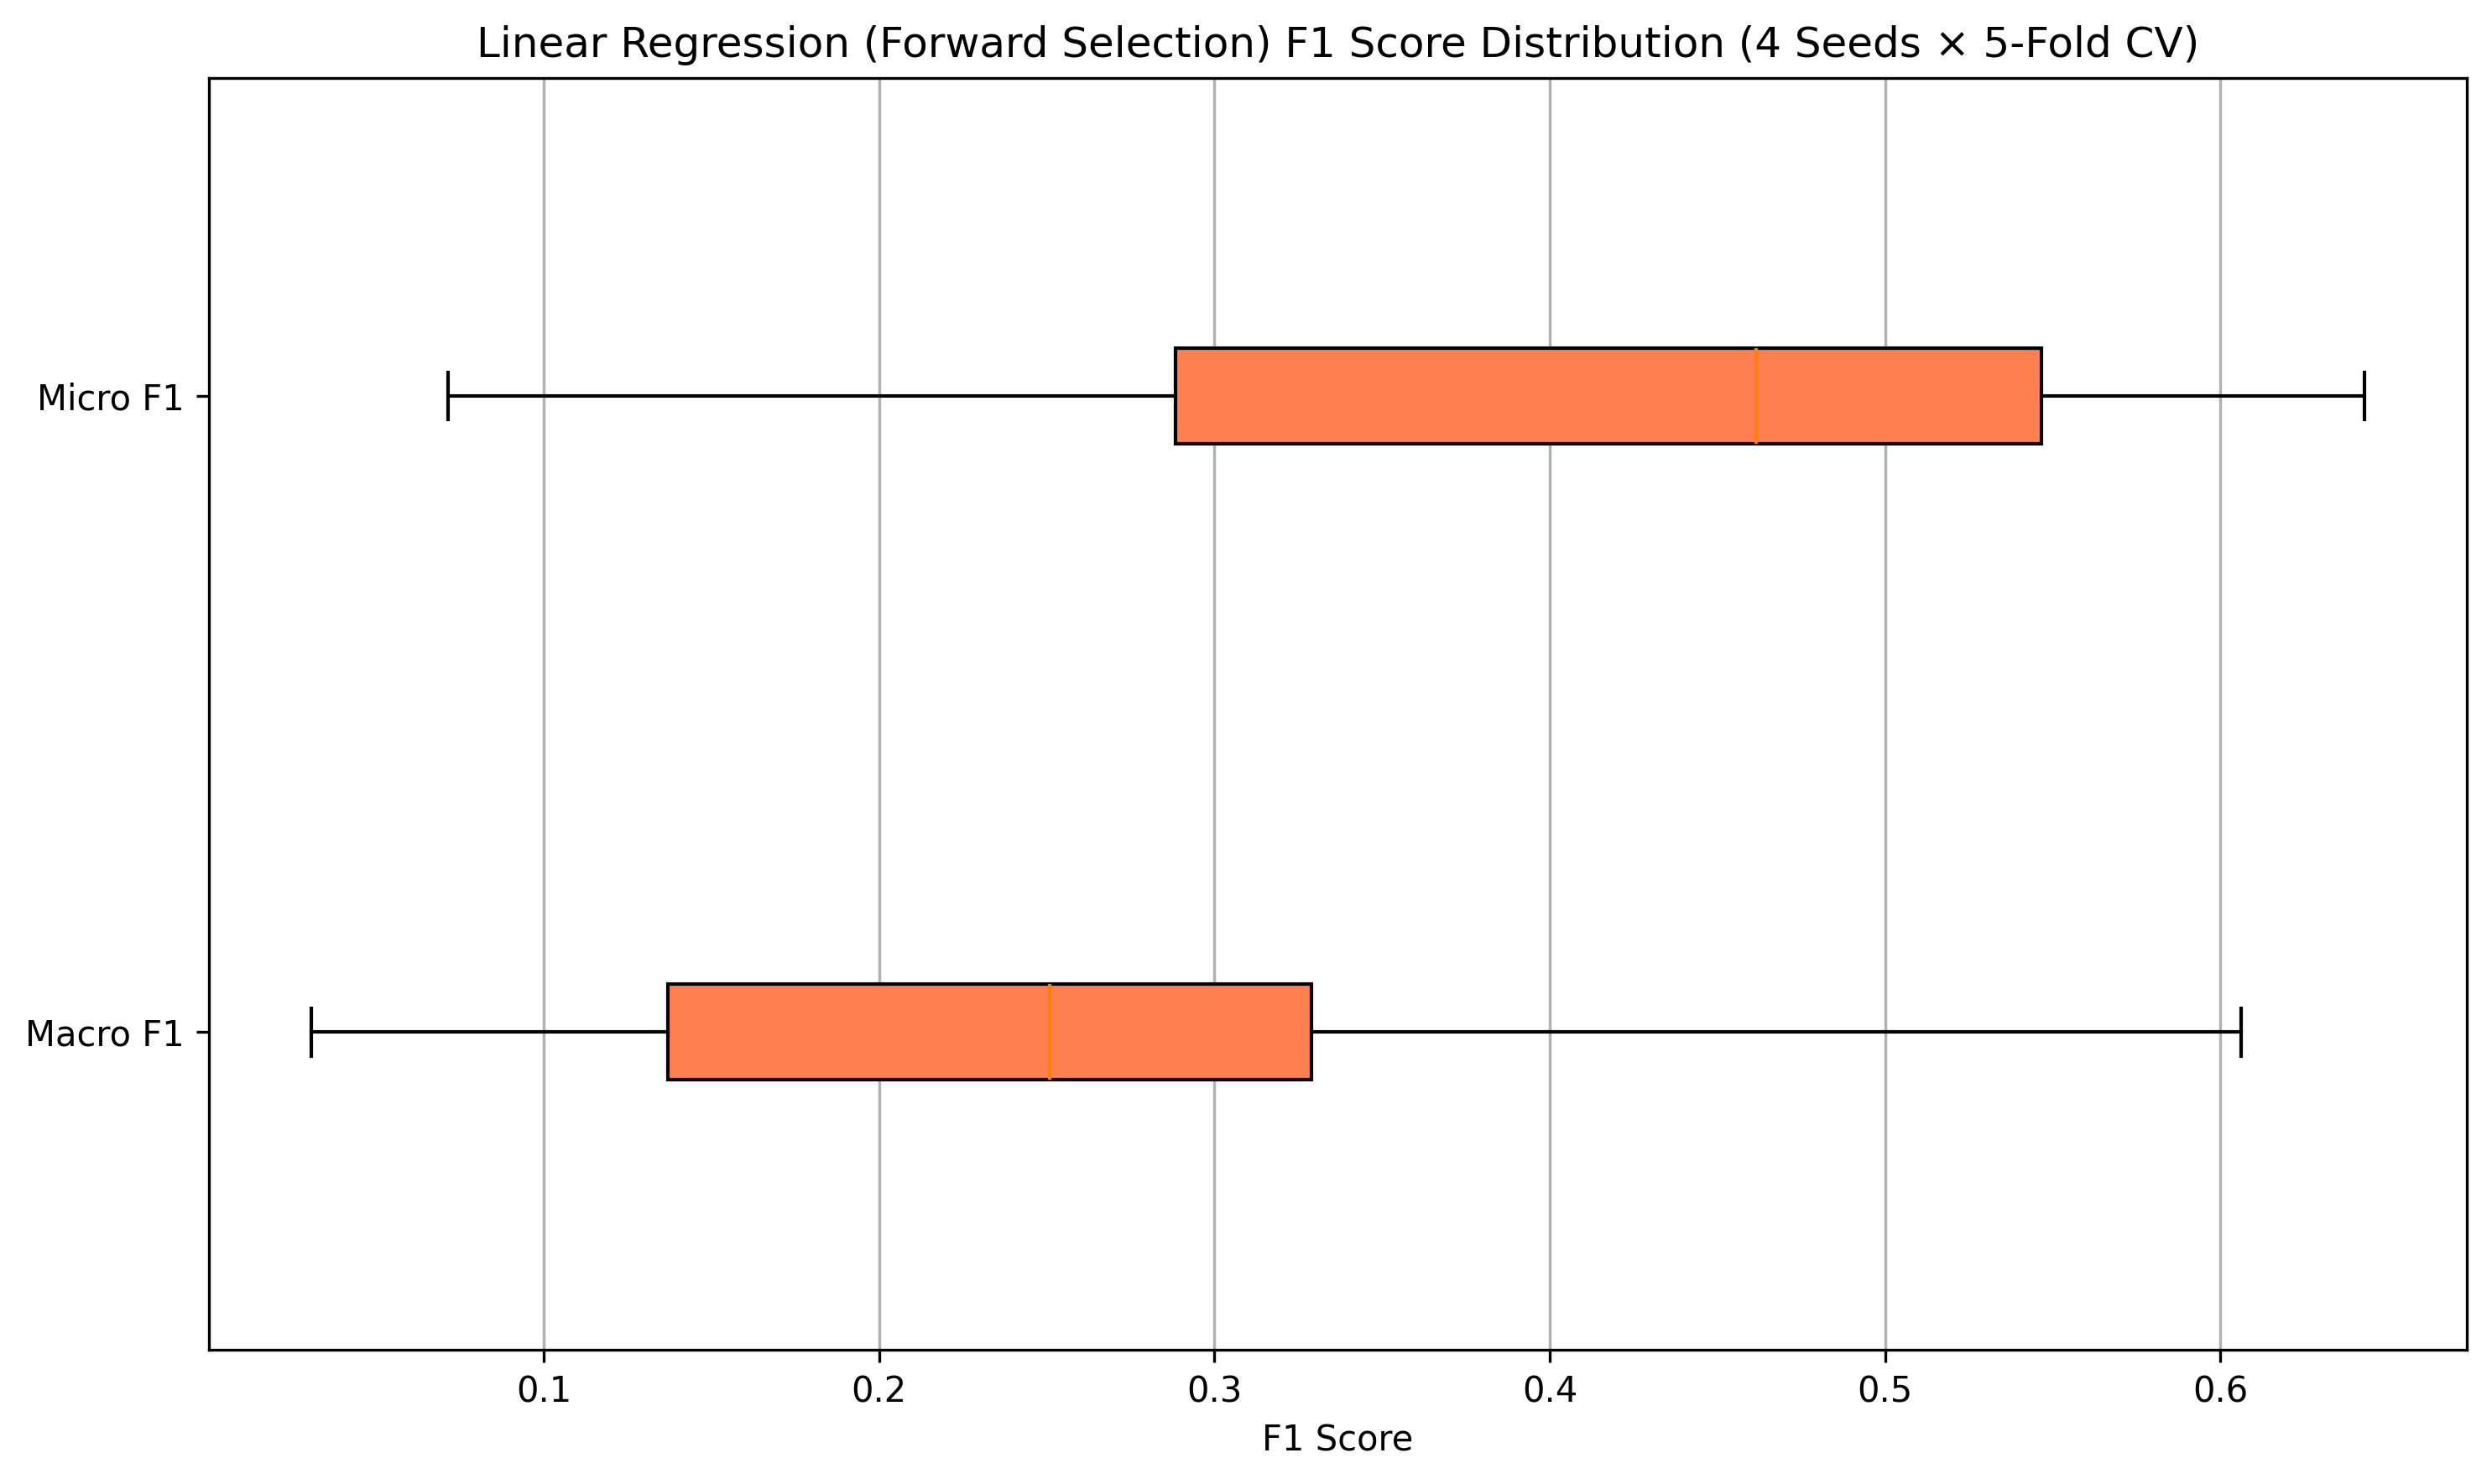 Linear Regression (Forward Selection) F1 Score Distribution (4 Seeds × 5-Fold CV)
Micro F1
Macro F1
0.1 0.2 0.3 0.4 0.5 0.6
F1 Score